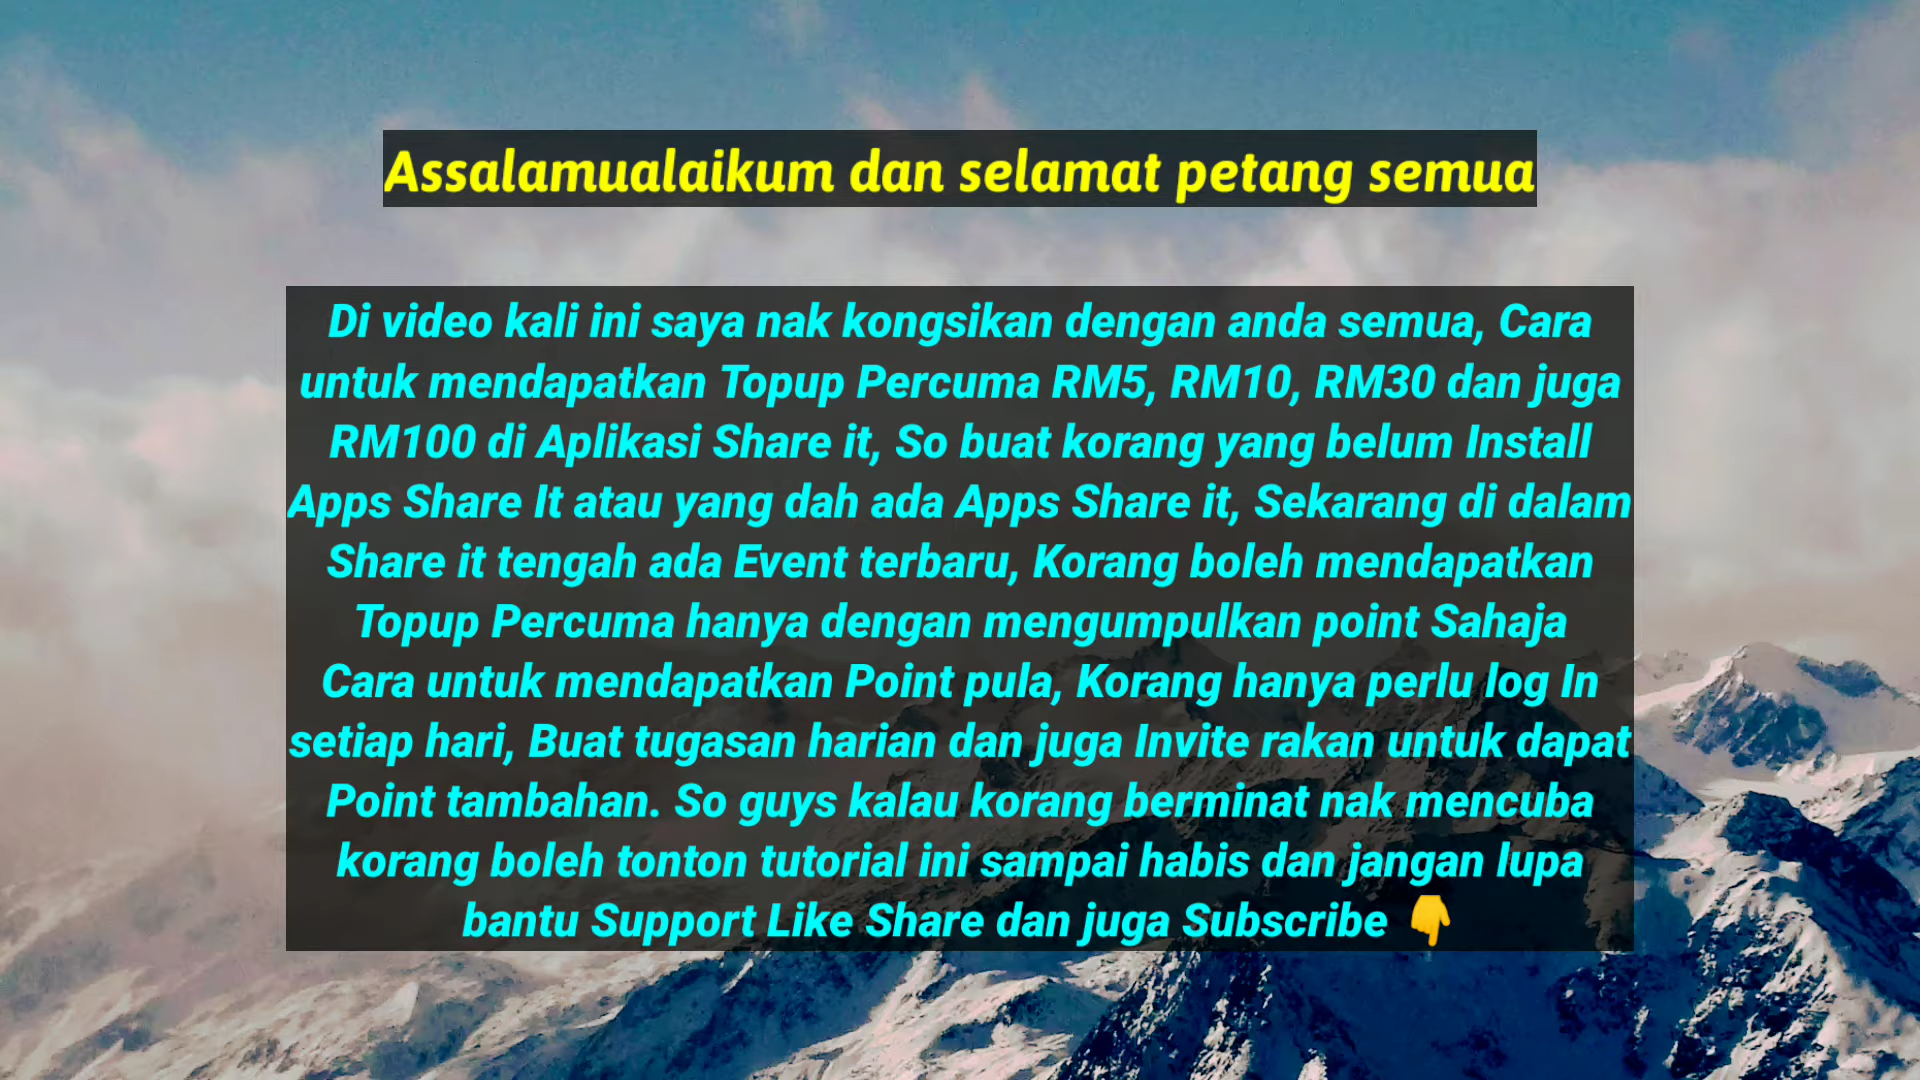 Assalamualaikum dan selamat petang semua
Di video kali ini saya nak kongsikan dengan anda semua, Cara
untuk mendapatkan Topup Percuma RM5, RM10, RM30 dan juga
RM100 di Aplikasi Share it, So buat korang yang belum Install
Apps Share It atau yang dah ada Apps Share it, Sekarang di dalam
Share it tengah ada Event terbaru, Korang boleh mendapatkan
Topup Percuma hanya dengan mengumpulkan point Sahaja
Cara untuk mendapatkan Point pula, Korang hanya perlu log In
setiap hari, Buat tugasan harian dan juga Invite rakan untuk dapat
Point tambahan. So guys kalau korang berminat nak mencuba
korang boleh tonton tutorial ini sampai habis dan jangan lupa
bantu Support Like Share dan juga Subscribe 👇